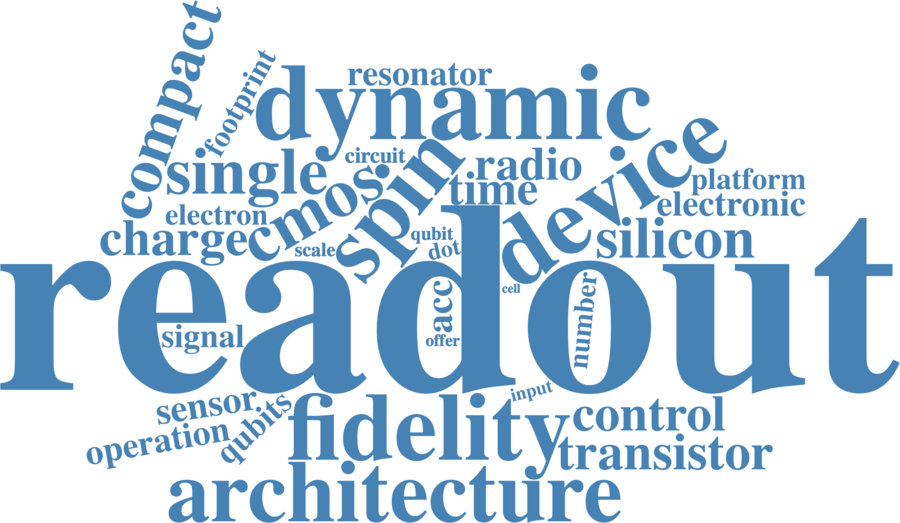 compact
footprint
resonator
dynamic
single
circuit
cmos
spin
radio
time
device
platform
electronic
electron
charge
scale
qubit
dot
silicon
readout
cell
acc
offer
number
signal
sensor
operation
qubits
fidelity
input
control
transistor
architecture